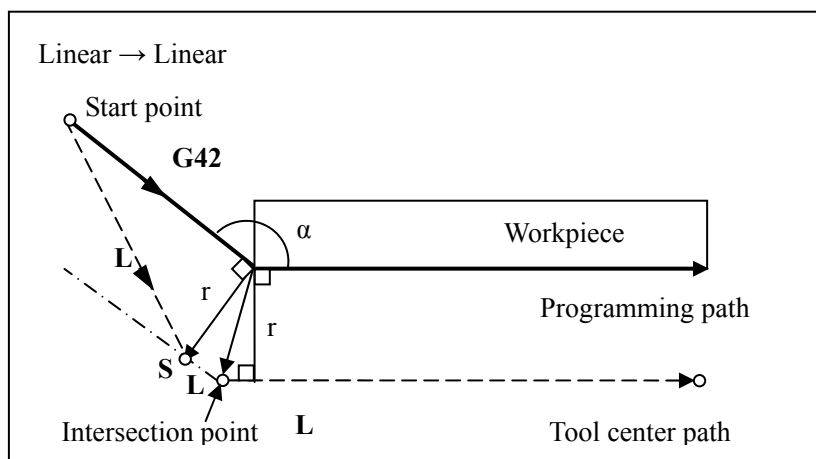 Linear → Linear
Start point
G42
α
Workpiece
L
r
Programming path
r
S
L
Intersection point
L
Tool center path